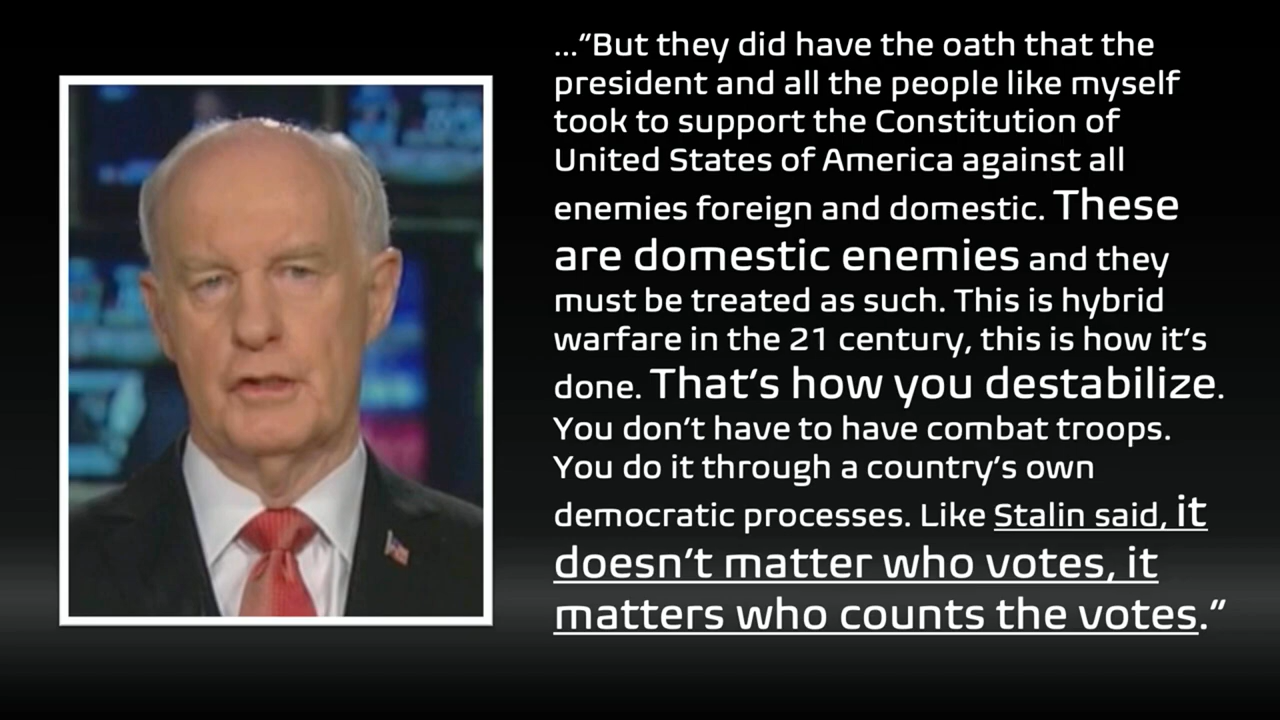 …“But they did have the oath that the
president and all the people like myself
took to support the Constitution of
United States of America against all
enemies foreign and domestic. These
are domestic enemies and they
must be treated as such. This is hybrid
warfare in the 21 century, this is how it’s
done. That’s how you destabilize.
You don’t have to have combat troops.
You do it through a country’s own
democratic processes. Like Stalin said, it
doesn’t matter who votes, it
matters who counts the votes.”